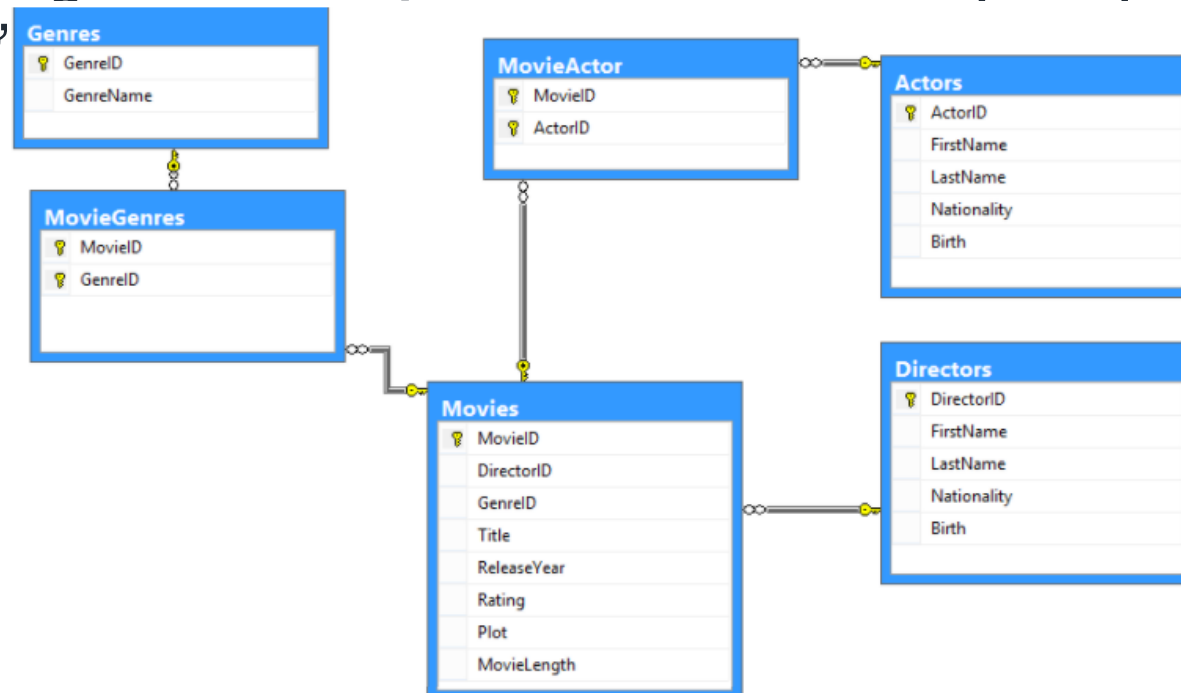 Genres
GenreID
GenreName
MovieGenres
MovieID
GenreID
MovieActor
MovieID
ActorID
Actors
ActorID
FirstName
LastName
Nationality
Birth
Movies
MovieID
DirectorID
GenreID
Title
ReleaseYear
Rating
Plot
MovieLength
Directors
DirectorID
FirstName
LastName
Nationality
Birth